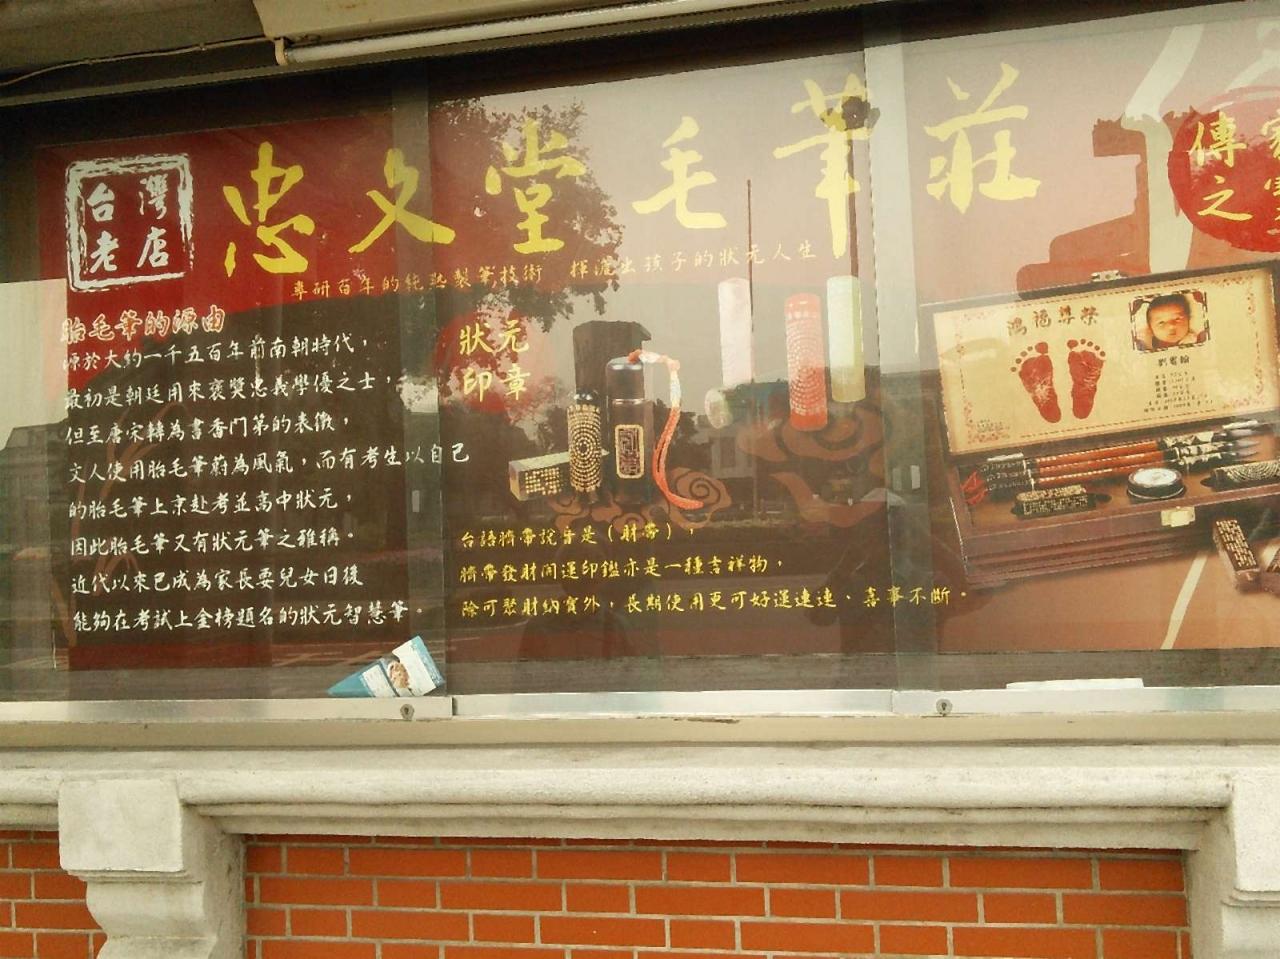 台灣
老店
忠文堂毛筆莊
專研百年的純熟製筆技術 揮灑出孩子的狀元人生
傳家
之寶
胎毛筆的源由
源於大約一千五百年前南朝時代，
最初是朝廷用來褒獎忠義學優之士，
但至唐宋轉為書香門第的表徵，
文人使用胎毛筆蔚為風氣，而有考生以自己
的胎毛筆上京赴考並高中狀元，
因此胎毛筆又有狀元筆之雅稱。
近代以來已成為家長要兒女日後
能夠在考試上金榜題名的狀元智慧筆。
狀元
印章
台語臍帶說音是（財帶），
臍帶發財開運印鑑亦是一種吉祥物，
除可聚財納寶外，長期使用更可好運連連、喜事不斷。